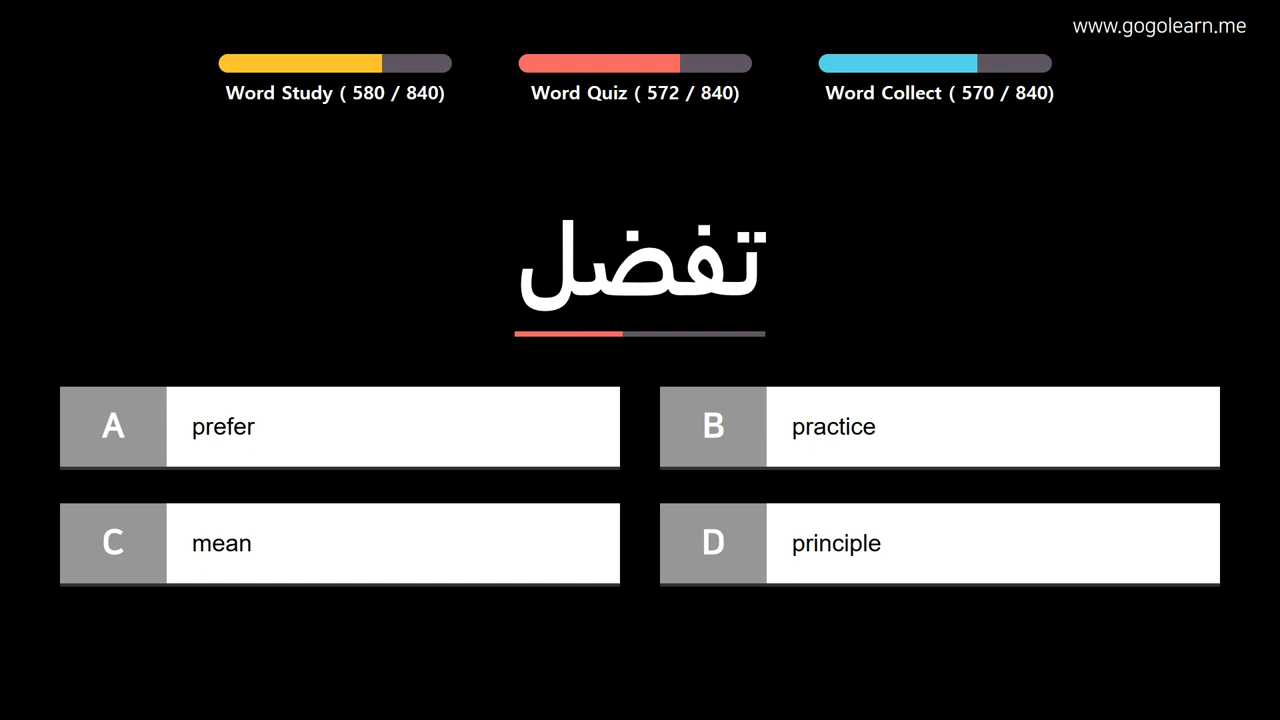 www.gogolearn.me
Word Study ( 580 / 840)
Word Quiz ( 572 / 840)
Word Collect ( 570 / 840)
تفضل
A prefer
B practice
C mean
D principle